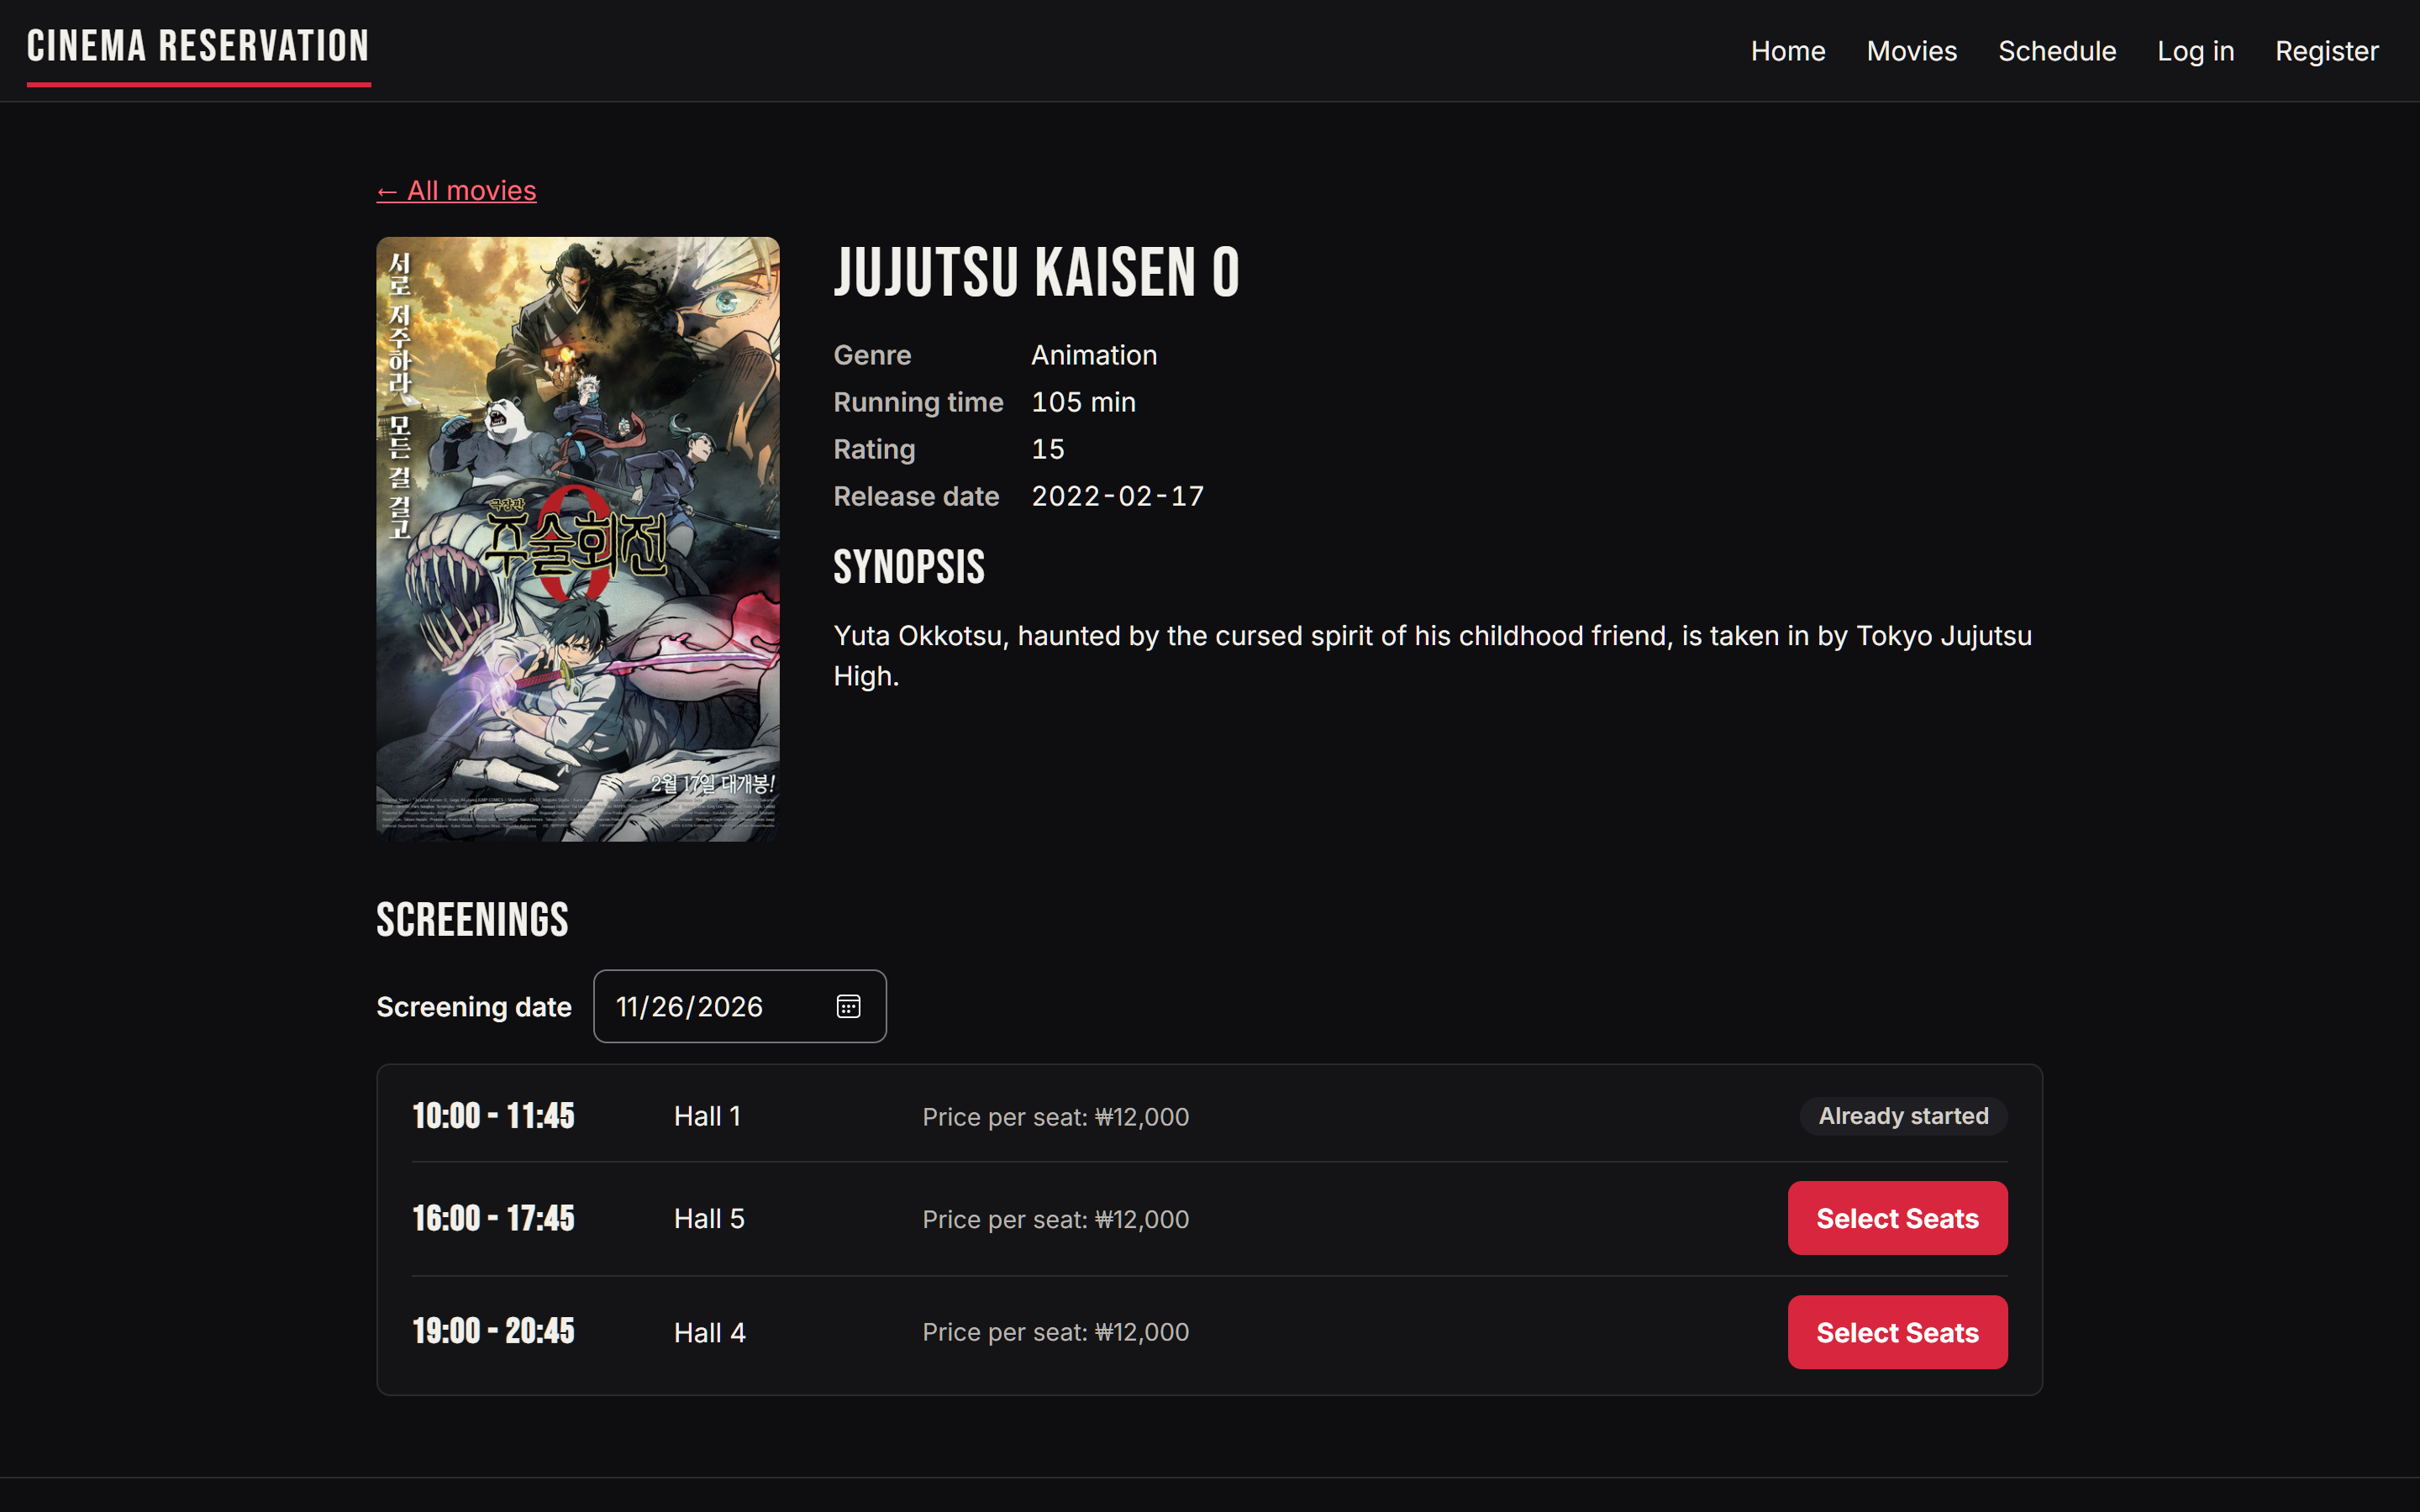 CINEMA RESERVATION
Home Movies Schedule Log in Register
← All movies
서로 저주하라 모든 걸 걸고
극장판
주술회전
0
2월 17일 대개봉!
JUJUTSU KAISEN 0
Genre Animation
Running time 105 min
Rating 15
Release date 2022-02-17
SYNOPSIS
Yuta Okkotsu, haunted by the cursed spirit of his childhood friend, is taken in by Tokyo Jujutsu
High.
SCREENINGS
Screening date 11/26/2026
10:00 - 11:45 Hall 1 Price per seat: ₩12,000 Already started
16:00 - 17:45 Hall 5 Price per seat: ₩12,000 Select Seats
19:00 - 20:45 Hall 4 Price per seat: ₩12,000 Select Seats